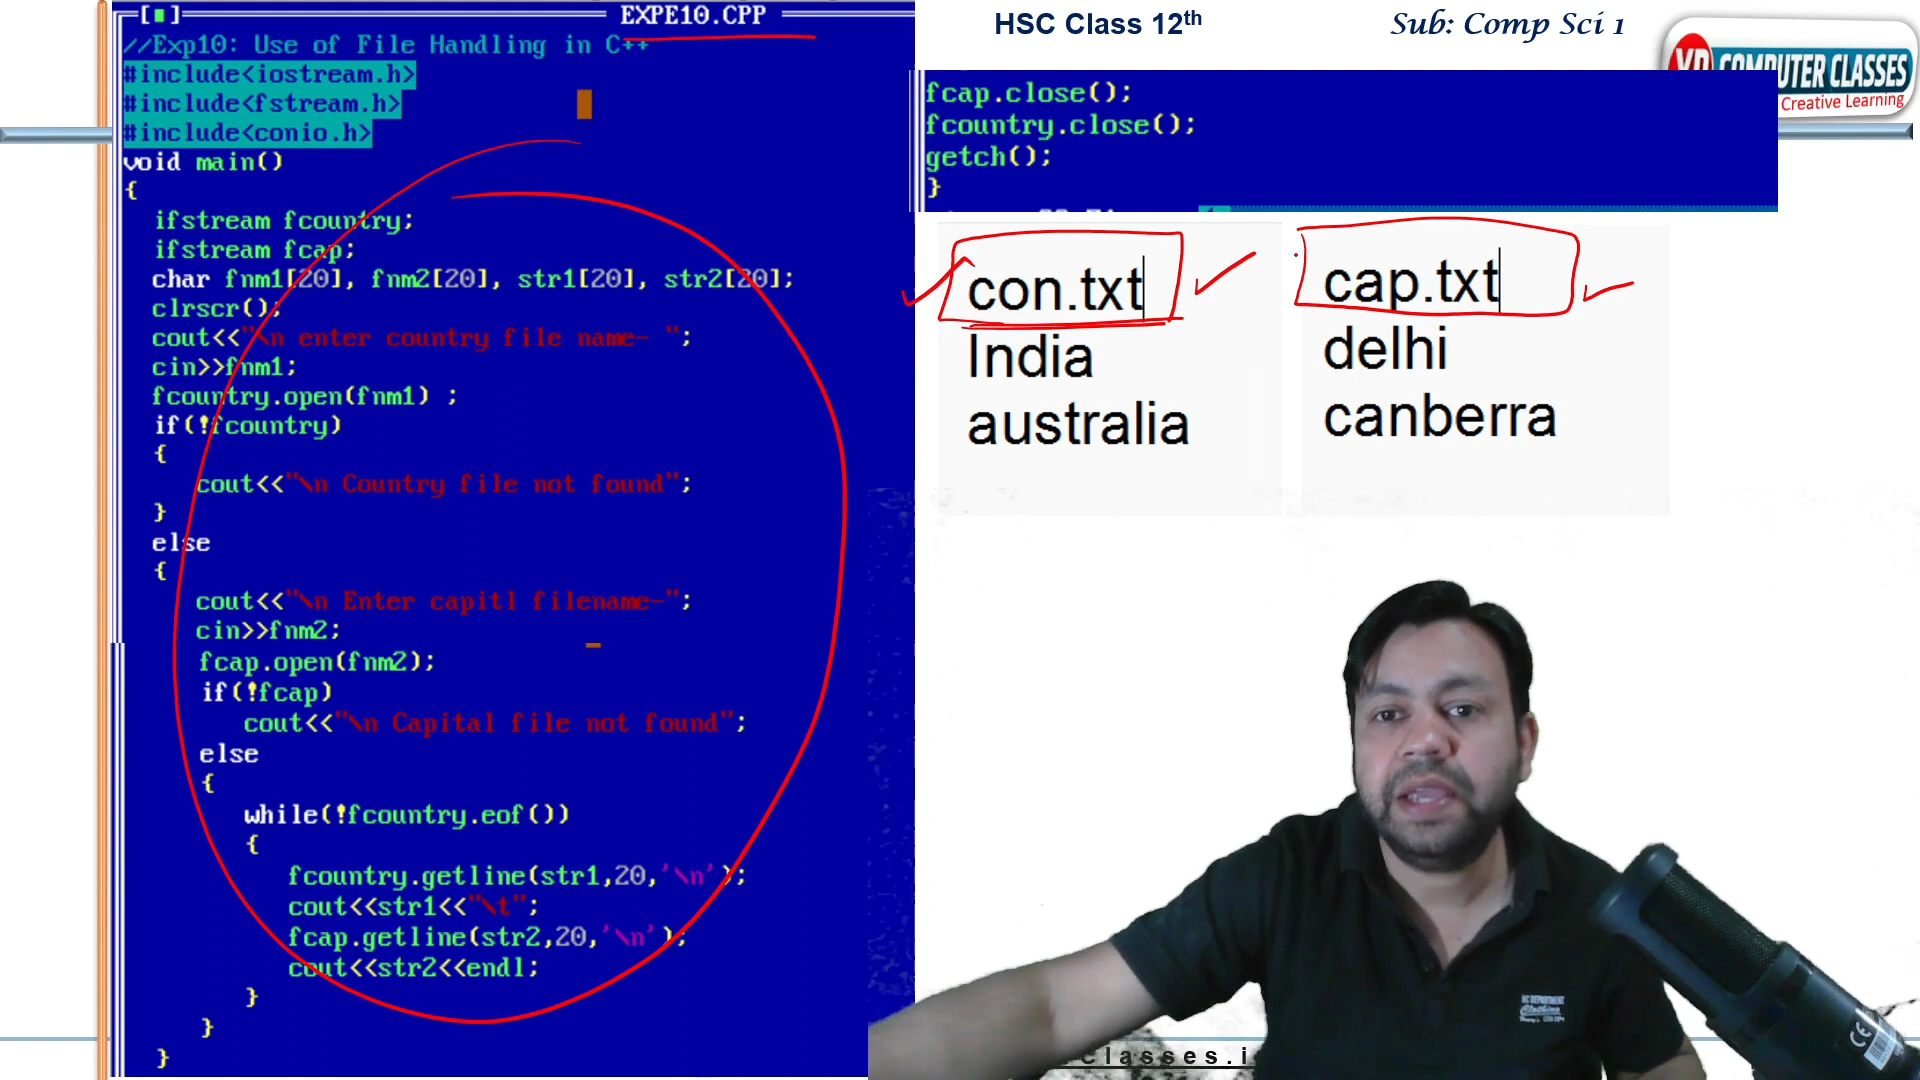 EXPE10.CPP
//Exp10: Use of File Handling in C++
#include<iostream.h>
#include<fstream.h>
#include<conio.h>
void main()
{
ifstream fcountry;
ifstream fcap;
char fnm1[20], fnm2[20], str1[20], str2[20];
clrscr();
cout<<"\n enter country file name- ";
cin>>fnm1;
fcountry.open(fnm1) ;
if(!fcountry)
{
cout<<"\n Country file not found";
}
else
{
cout<<"\n Enter capitl filename-";
cin>>fnm2;
fcap.open(fnm2);
if(!fcap)
cout<<"\n Capital file not found";
else
{
while(!fcountry.eof())
{
fcountry.getline(str1,20,'\n');
cout<<str1<<"\t";
fcap.getline(str2,20,'\n');
cout<<str2<<endl;
}
}
}
HSC Class 12th
Sub: Comp Sci 1
COMPUTER CLASSES
Creative Learning
fcap.close();
fcountry.close();
getch();
}
con.txt
India
australia
cap.txt
delhi
canberra